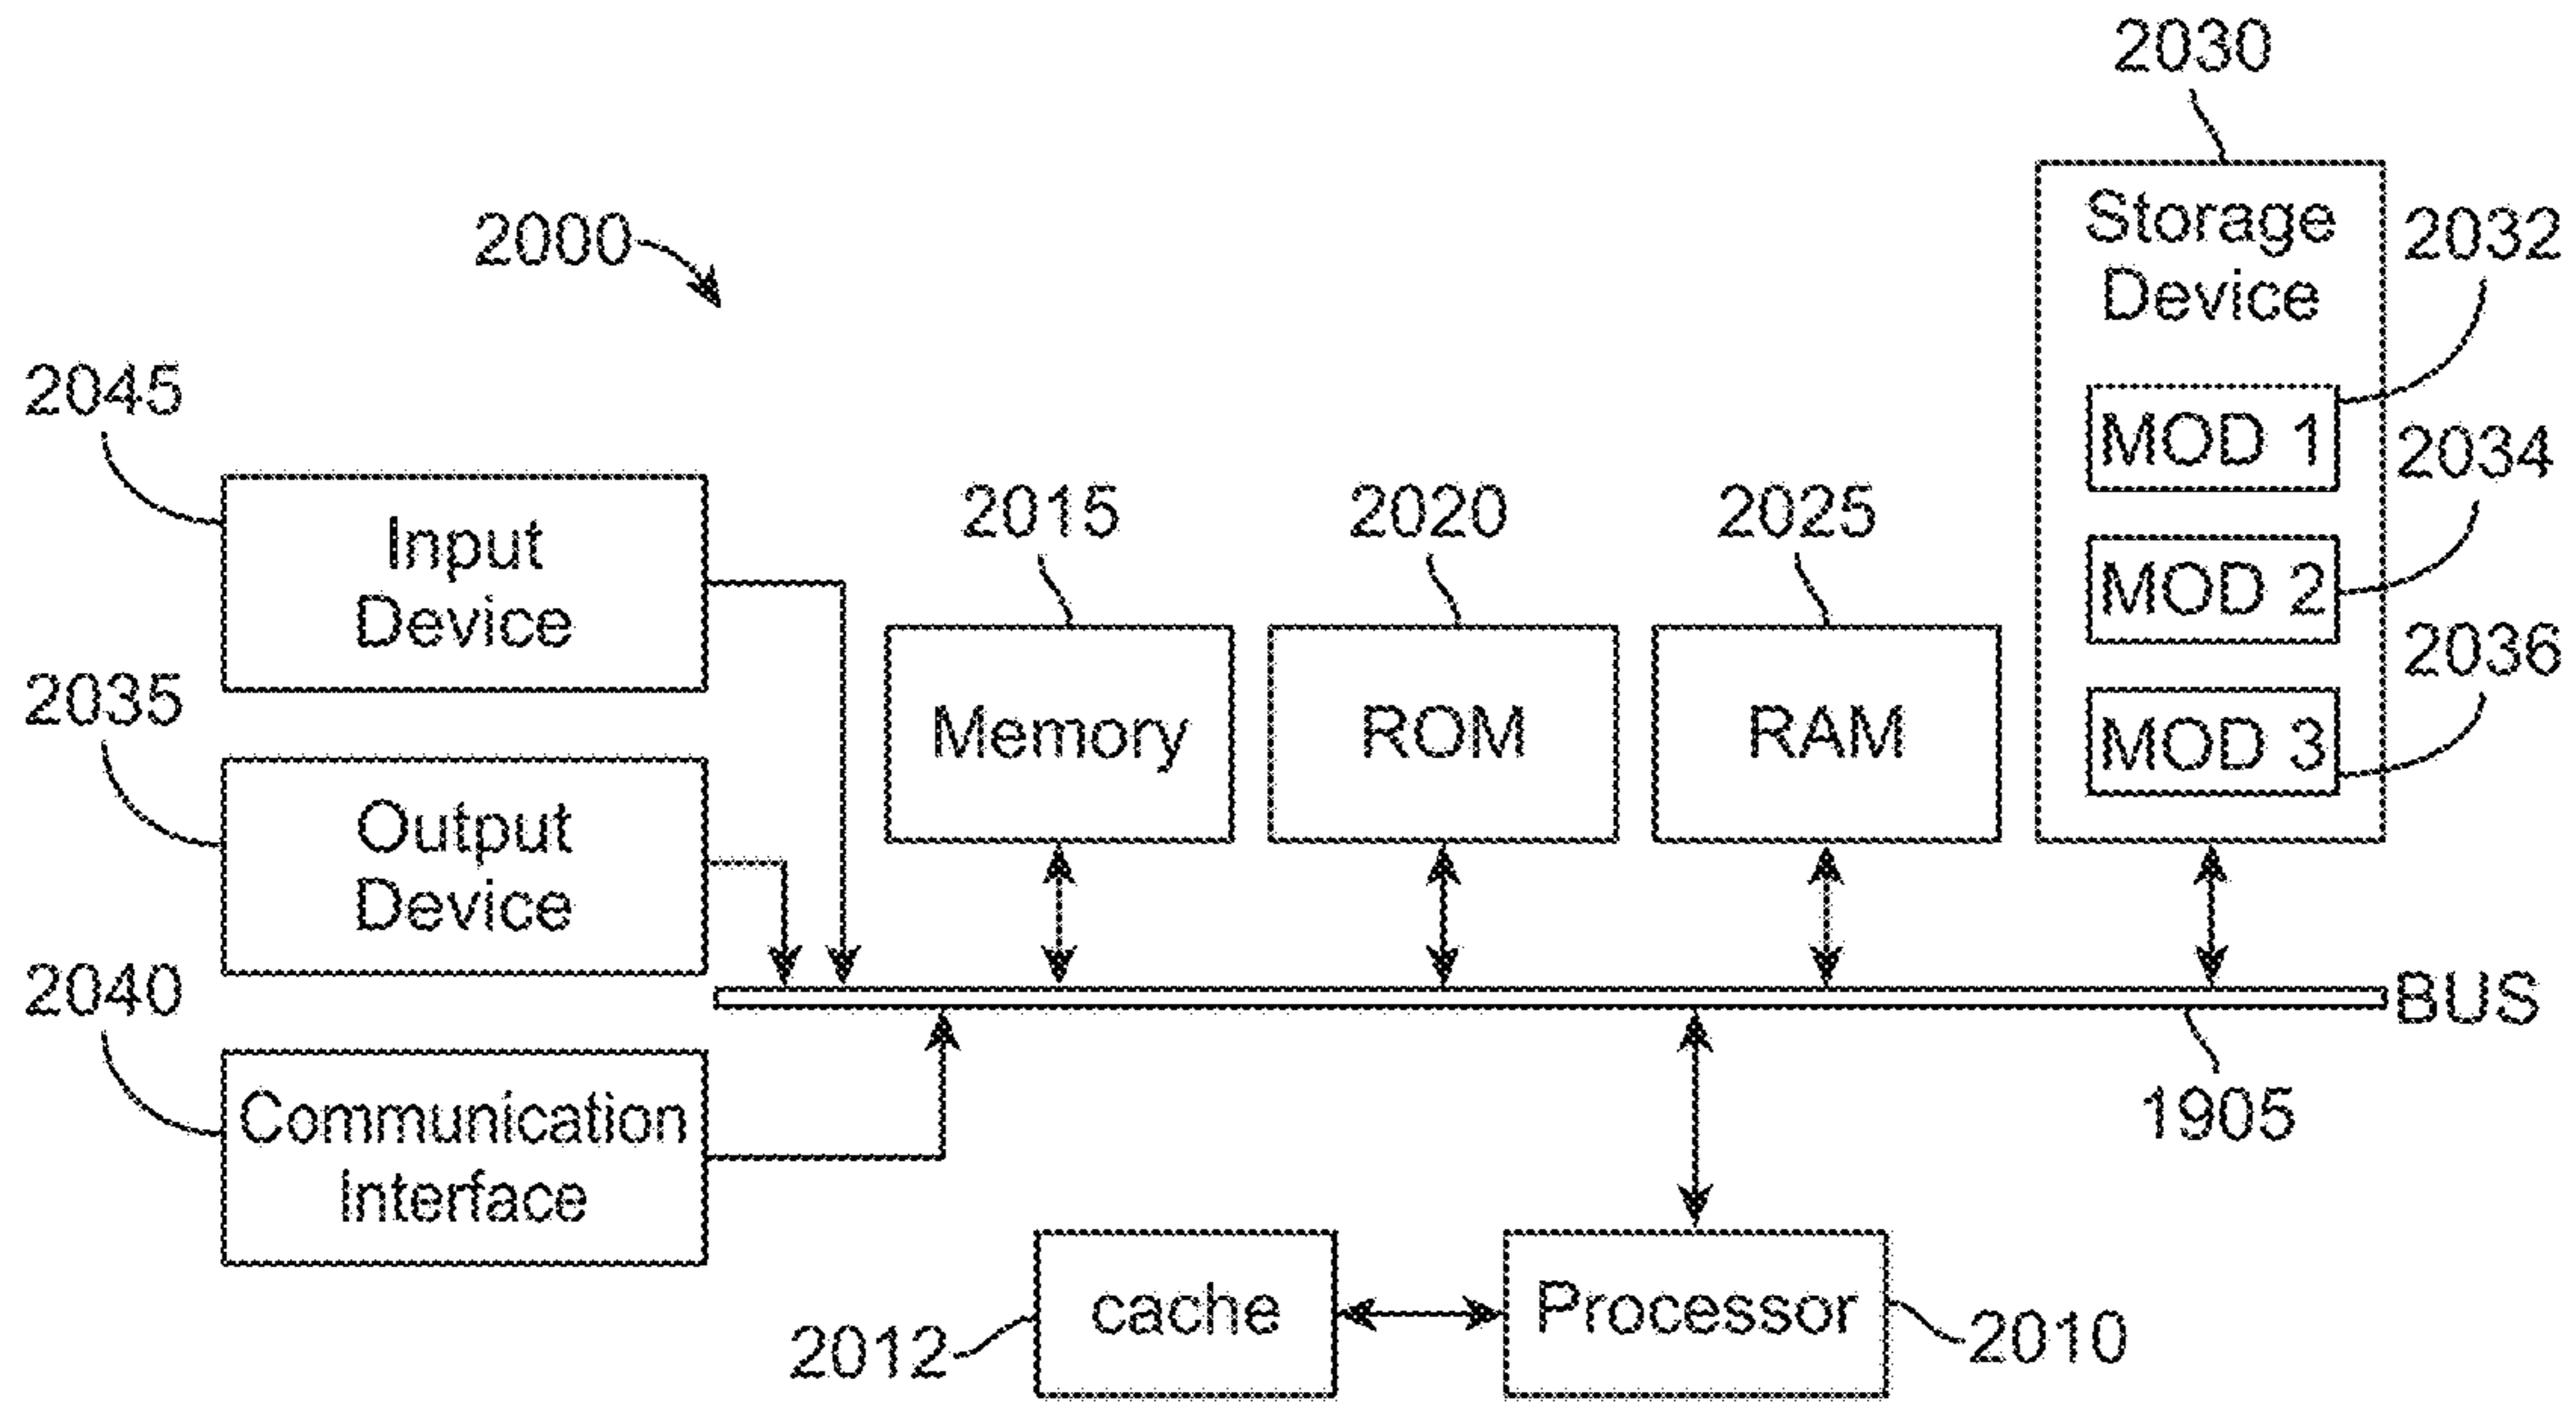 2030
Storage
Device
2032
2000
2045
MOD 1
2034
Input
Device
2015
2020
2025
MOD 2
2036
2035
Memory
ROM
RAM
MOD 3
Output
Device
2040
BUS
Communication
Interface
1905
cache
Processor
2012
2010